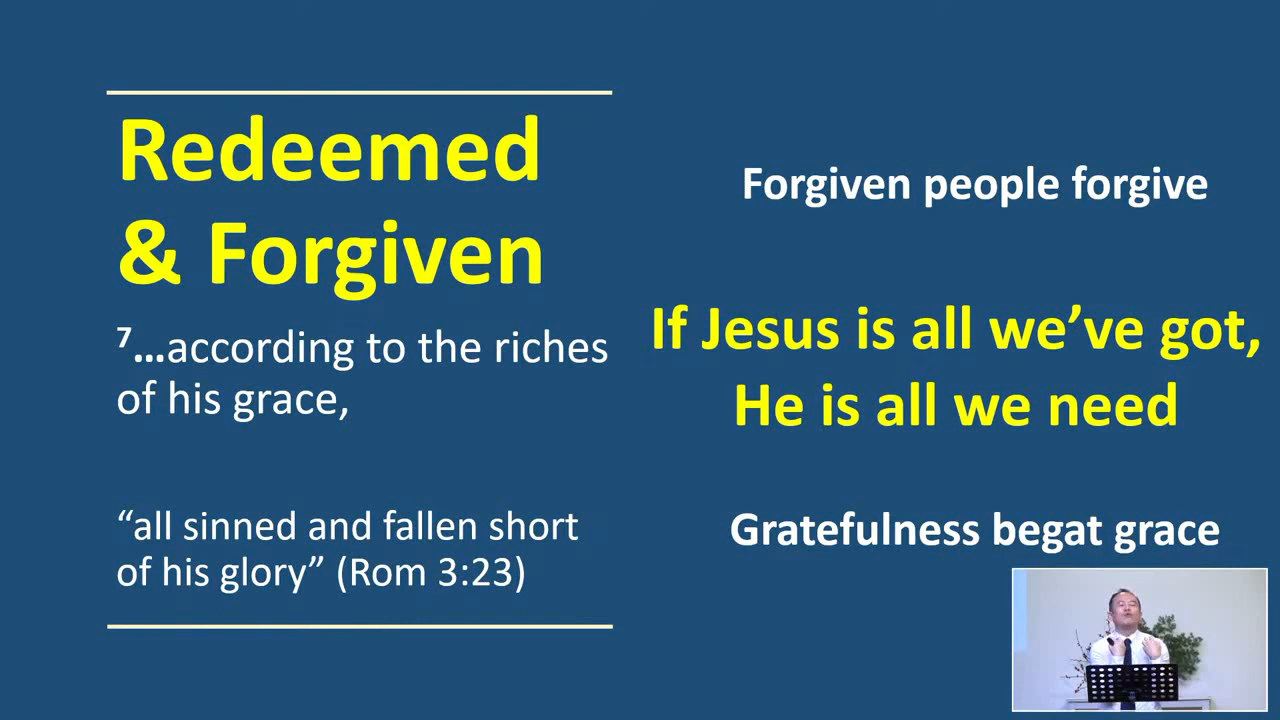 Redeemed
& Forgiven
⁷...according to the riches
of his grace,
“all sinned and fallen short
of his glory” (Rom 3:23)
Forgiven people forgive
If Jesus is all we’ve got,
He is all we need
Gratefulness begat grace